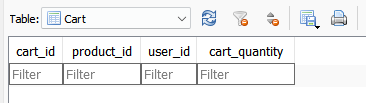 Table: Cart
cart_id product_id user_id cart_quantity
Filter Filter Filter Filter